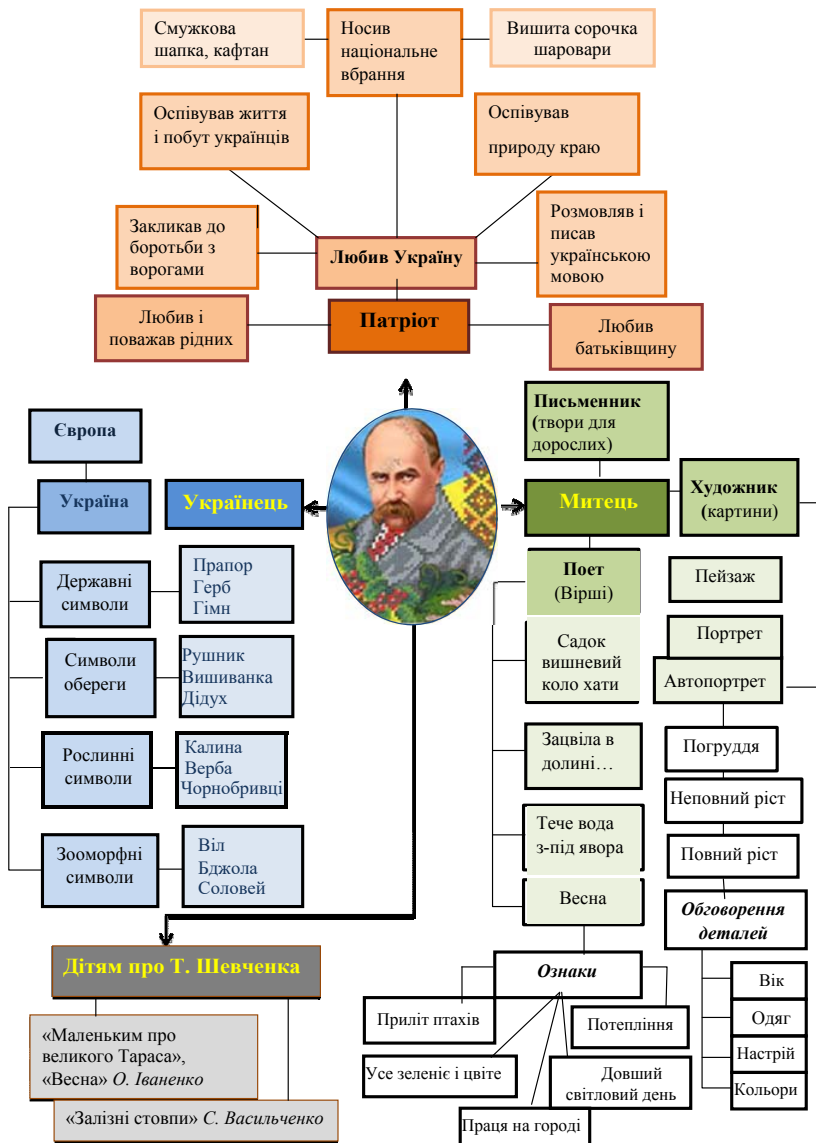 Смужкова
шапка, кафтан
Носив
національне
вбрання
Вишита сорочка
шаровари
Оспівував життя
і побут українців
Оспівував
природу краю
Закликав до
боротьби з
ворогами
Любив Україну
Розмовляв і
писав
українською
мовою
Любив і
поважав рідних
Патріот
Любив
батьківщину
Європа
Україна
Українець
Державні
символи
Прапор
Герб
Гімн
Символи
обереги
Рушник
Вишиванка
Дідух
Рослинні
символи
Калина
Верба
Чорнобривці
Зооморфні
символи
Віл
Бджола
Соловей
Письменник
(твори для
дорослих)
Митець
Художник
(картини)
Поет
(Вірші)
Садок
вишневий
коло хати
Зацвіла в
долині…
Тече вода
з-під явора
Весна
Ознаки
Приліт птахів
Потепління
Усе зеленіє і цвіте
Довший
світловий день
Праця на городі
Пейзаж
Портрет
Автопортрет
Погруддя
Неповний ріст
Повний ріст
Обговорення
деталей
Вік
Одяг
Настрій
Кольори
Дітям про Т. Шевченка
«Маленьким про
великого Тараса»,
«Весна» О. Іваненко
«Залізні стовпи» С. Васильченко